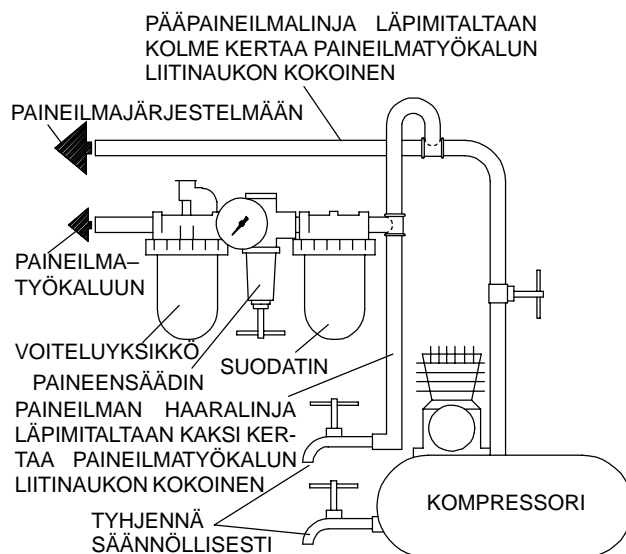 PÄÄPAINEILMALINJA LÄPIMITALTAAN
KOLME KERTAA PAINEILMATYÖKALUN
LIITINAUKON KOKOINEN
PAINEILMAJÄRJESTELMÄÄN
PAINEILMA–
TYÖKALUUN
VOITELUYKSIKKÖ
SUODATIN
PAINEENSÄÄDIN
PAINEILMAN HAARALINJA
LÄPIMITALTAAN KAKSI KER-
TAA PAINEILMATYÖKALUN
LIITINAUKON KOKOINEN
KOMPRESSORI
TYHJENNÄ
SÄÄNNÖLLISESTI